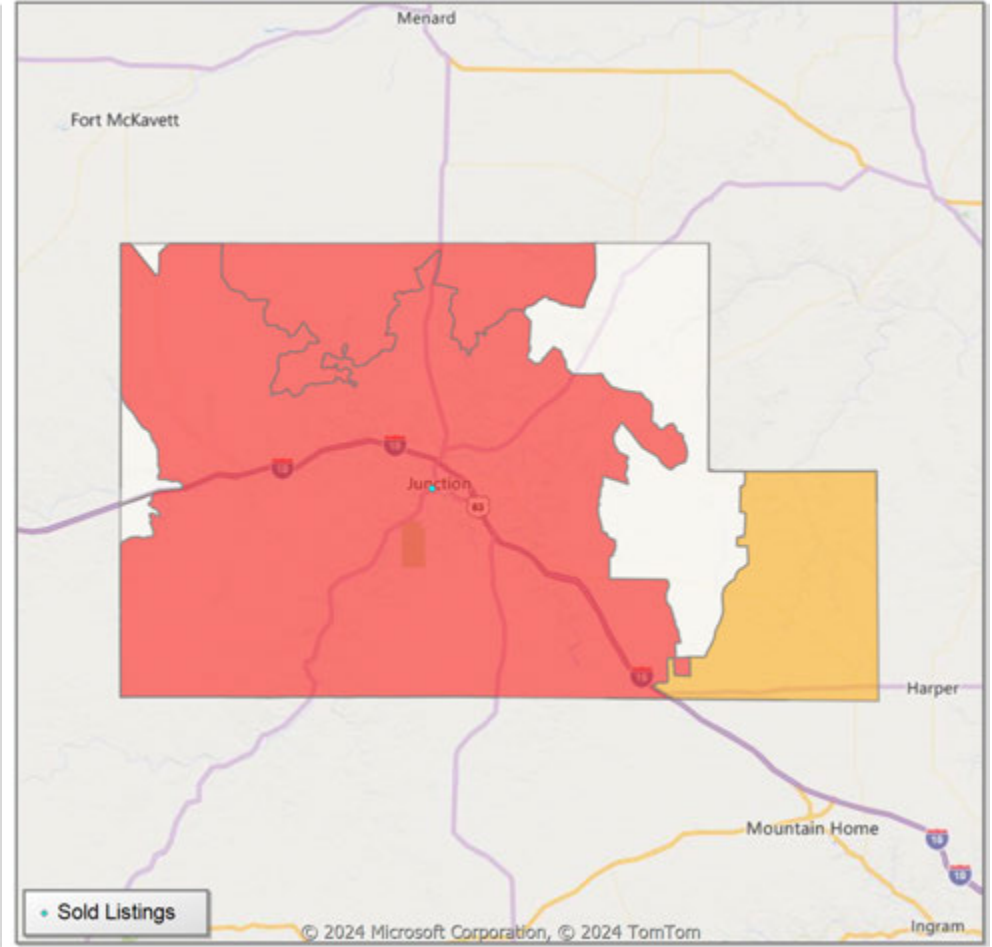 Menard
Fort McKavett
10
10
Junction
83
10
Harper
Mountain Home
10
10
Sold Listings
Ingram
© 2024 Microsoft Corporation, © 2024 TomTom